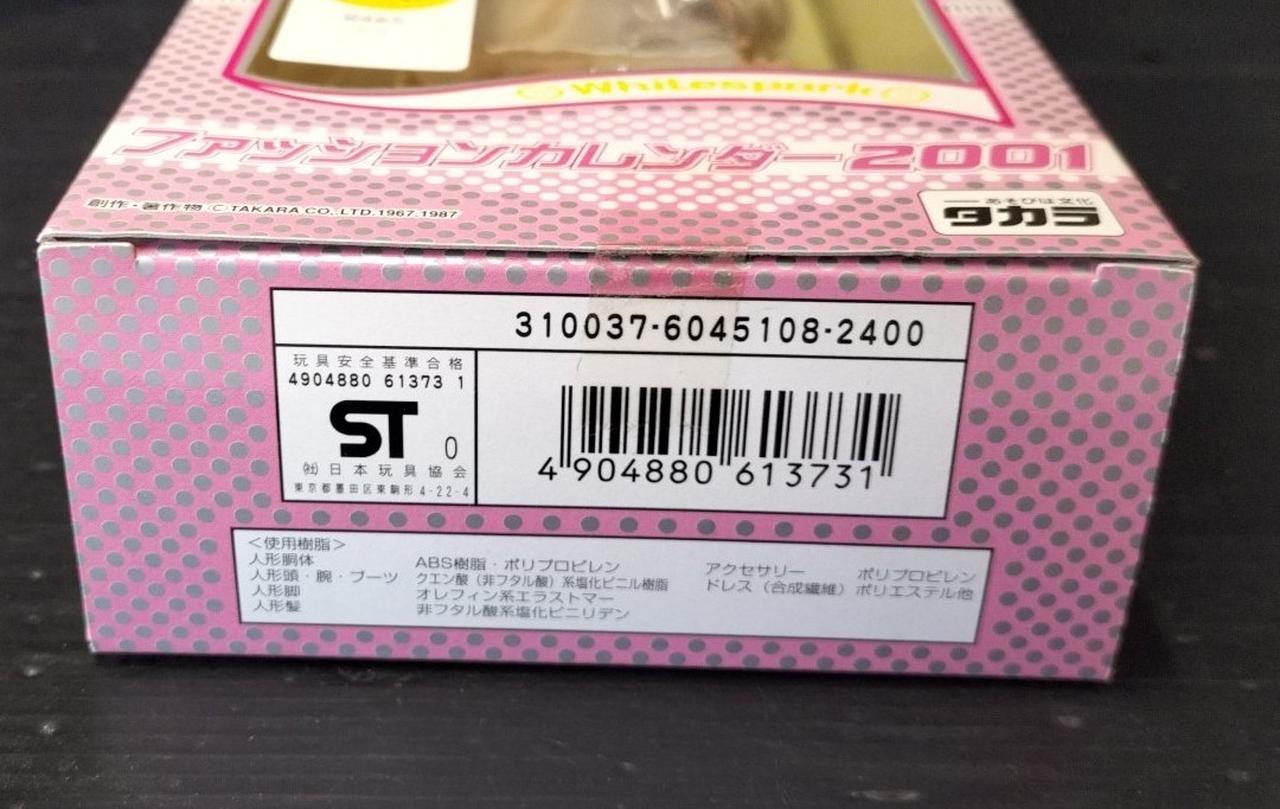 Whitespark
ファッションカレンダー2001
創作・著作物 ⒸTAKARA CO.,LTD.1967.1987
あそびは文化
タカラ
310037-6045108-2400
玩具安全基準合格
4904880 61373 1
ST 0
㈳日本玩具協会
東京都墨田区東駒形4-22-4
4 904880 613731
＜使用樹脂＞
人形胴体 ABS樹脂・ポリプロピレン
人形頭・腕・ブーツ クエン酸（非フタル酸）系塩化ビニル樹脂
人形脚 オレフィン系エラストマー
人形髪 非フタル酸系塩化ビニリデン
アクセサリー ポリプロピレン
ドレス（合成繊維）ポリエステル他